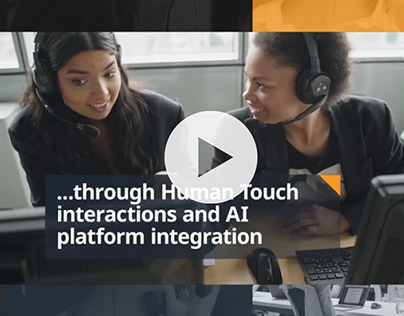 ...through Human Touch
interactions and AI
platform integration